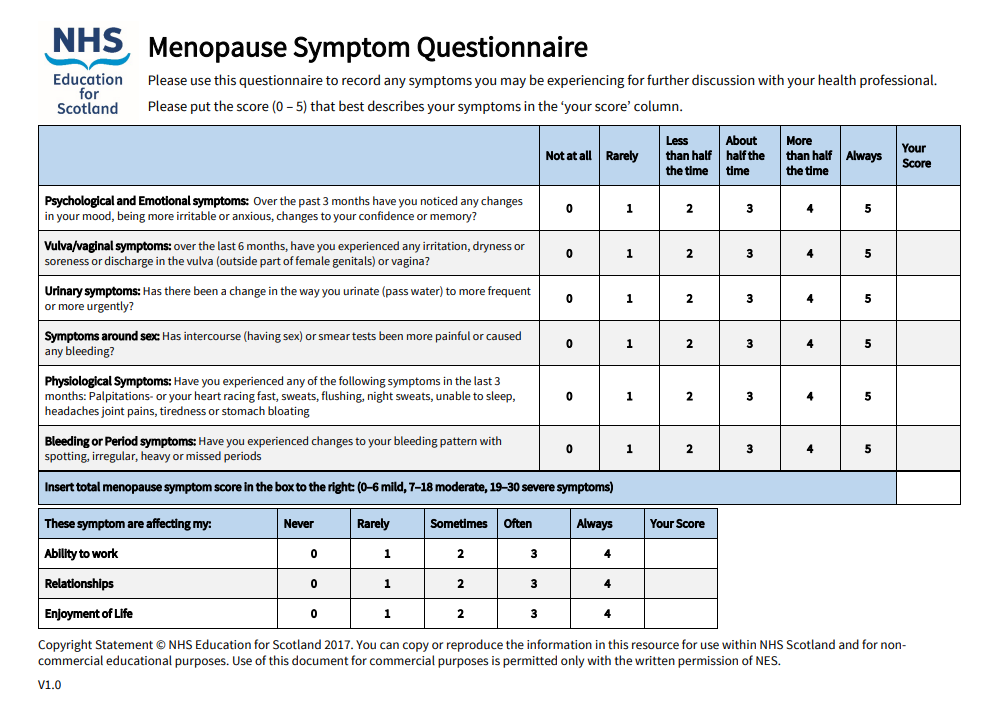 NHS
Education
for
Scotland
Menopause Symptom Questionnaire
Please use this questionnaire to record any symptoms you may be experiencing for further discussion with your health professional.
Please put the score (0 – 5) that best describes your symptoms in the ‘your score’ column.
Not at all
Rarely
Less
than half
the time
About
half the
time
More
than half
the time
Always
Your
Score
Psychological and Emotional symptoms: Over the past 3 months have you noticed any changes
in your mood, being more irritable or anxious, changes to your confidence or memory?
0 1 2 3 4 5
Vulva/vaginal symptoms: over the last 6 months, have you experienced any irritation, dryness or
soreness or discharge in the vulva (outside part of female genitals) or vagina?
0 1 2 3 4 5
Urinary symptoms: Has there been a change in the way you urinate (pass water) to more frequent
or more urgently?
0 1 2 3 4 5
Symptoms around sex: Has intercourse (having sex) or smear tests been more painful or caused
any bleeding?
0 1 2 3 4 5
Physiological Symptoms: Have you experienced any of the following symptoms in the last 3
months: Palpitations- or your heart racing fast, sweats, flushing, night sweats, unable to sleep,
headaches joint pains, tiredness or stomach bloating
0 1 2 3 4 5
Bleeding or Period symptoms: Have you experienced changes to your bleeding pattern with
spotting, irregular, heavy or missed periods
0 1 2 3 4 5
Insert total menopause symptom score in the box to the right: (0–6 mild, 7–18 moderate, 19–30 severe symptoms)
These symptom are affecting my: Never Rarely Sometimes Often Always Your Score
Ability to work 0 1 2 3 4
Relationships 0 1 2 3 4
Enjoyment of Life 0 1 2 3 4
Copyright Statement © NHS Education for Scotland 2017. You can copy or reproduce the information in this resource for use within NHS Scotland and for non-
commercial educational purposes. Use of this document for commercial purposes is permitted only with the written permission of NES.
V1.0